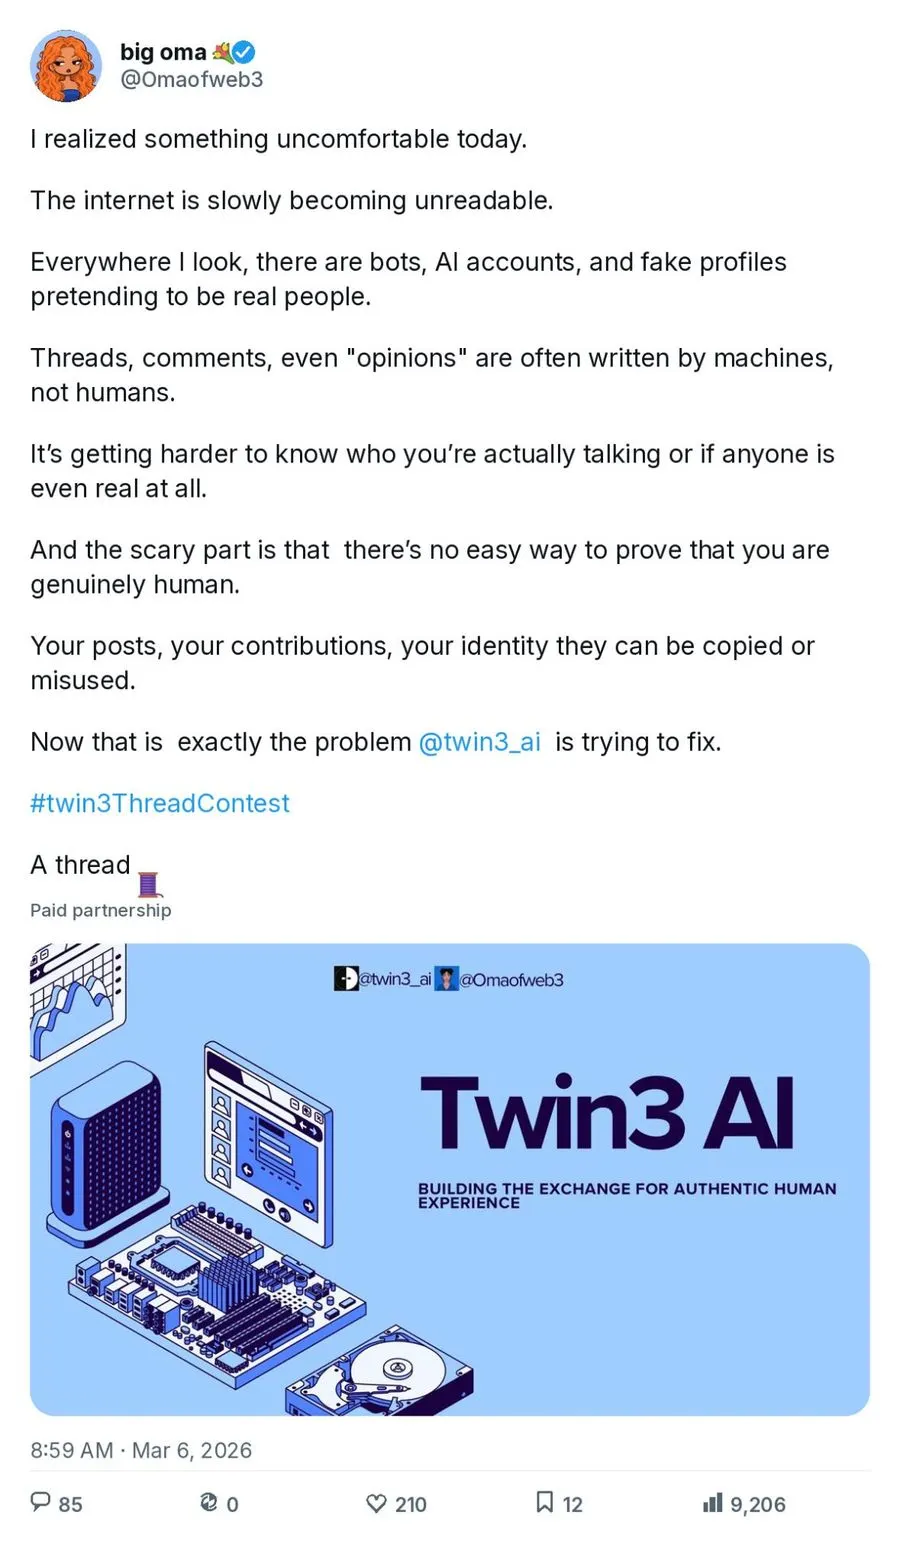 big oma
@Omaofweb3
I realized something uncomfortable today.
The internet is slowly becoming unreadable.
Everywhere I look, there are bots, AI accounts, and fake profiles
pretending to be real people.
Threads, comments, even "opinions" are often written by machines,
not humans.
It’s getting harder to know who you’re actually talking or if anyone is
even real at all.
And the scary part is that  there’s no easy way to prove that you are
genuinely human.
Your posts, your contributions, your identity they can be copied or
misused.
Now that is  exactly the problem @twin3_ai  is trying to fix.
#twin3ThreadContest
A thread
Paid partnership
@twin3_ai @Omaofweb3
Twin3 AI
BUILDING THE EXCHANGE FOR AUTHENTIC HUMAN
EXPERIENCE
8:59 AM · Mar 6, 2026
85 0 210 12 9,206